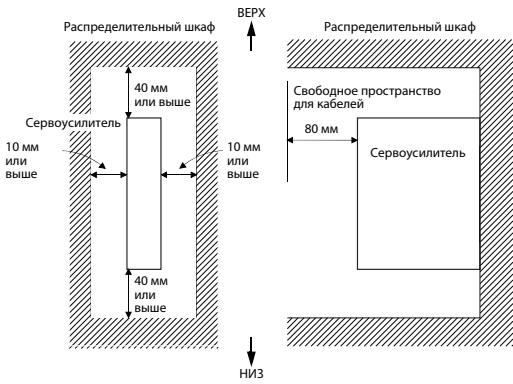 ВЕРХ
Распределительный шкаф
40 мм
или выше
Сервоусилитель
10 мм
или
выше
10 мм
или
выше
40 мм
или
выше
Распределительный шкаф
Свободное пространство
для кабелей
80 мм
Сервоусилитель
НИЗ